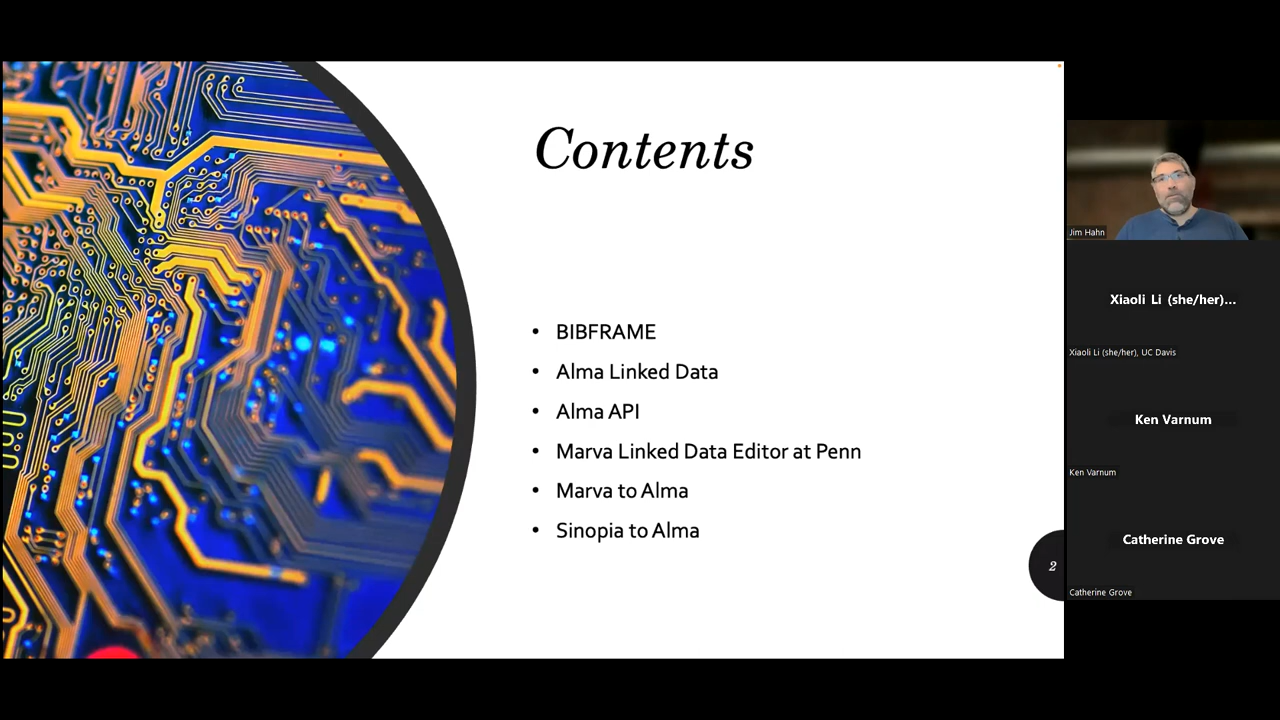 Contents
• BIBFRAME
• Alma Linked Data
• Alma API
• Marva Linked Data Editor at Penn
• Marva to Alma
• Sinopia to Alma
2
Jim Hahn
Xiaoli Li (she/her)...
Xiaoli Li (she/her), UC Davis
Ken Varnum
Ken Varnum
Catherine Grove
Catherine Grove